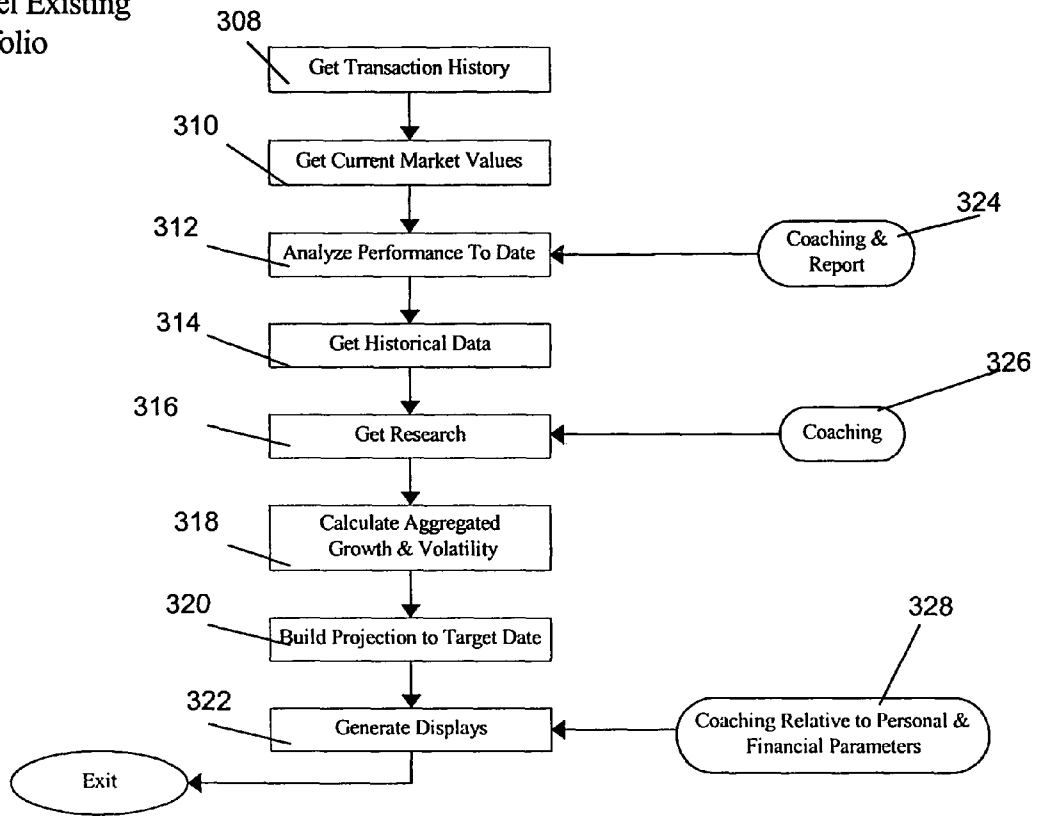 Existing
308
Get Transaction History
310
Get Current Market Values
312
Analyze Performance To Date
324
Coaching &
Report
314
Get Historical Data
326
316
Get Research
Coaching
318
Calculate Aggregated
Growth & Volatility
320
Build Projection to Target Date
328
322
Generate Displays
Coaching Relative to Personal &
Financial Parameters
Exit